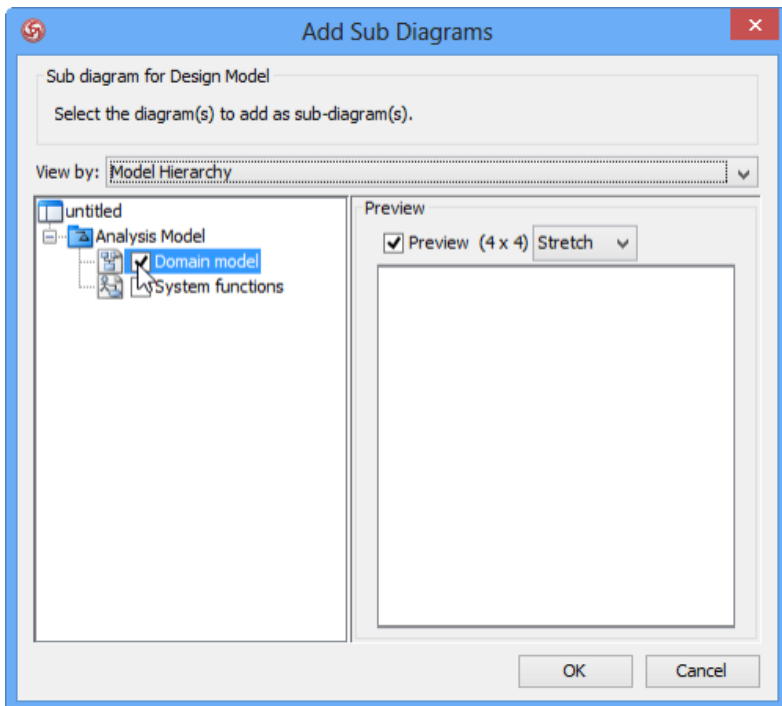 Add Sub Diagrams
Sub diagram for Design Model
Select the diagram(s) to add as sub-diagram(s).
View by: Model Hierarchy
untitled
Analysis Model
Domain model
System functions
Preview
Preview (4 x 4) Stretch
OK Cancel